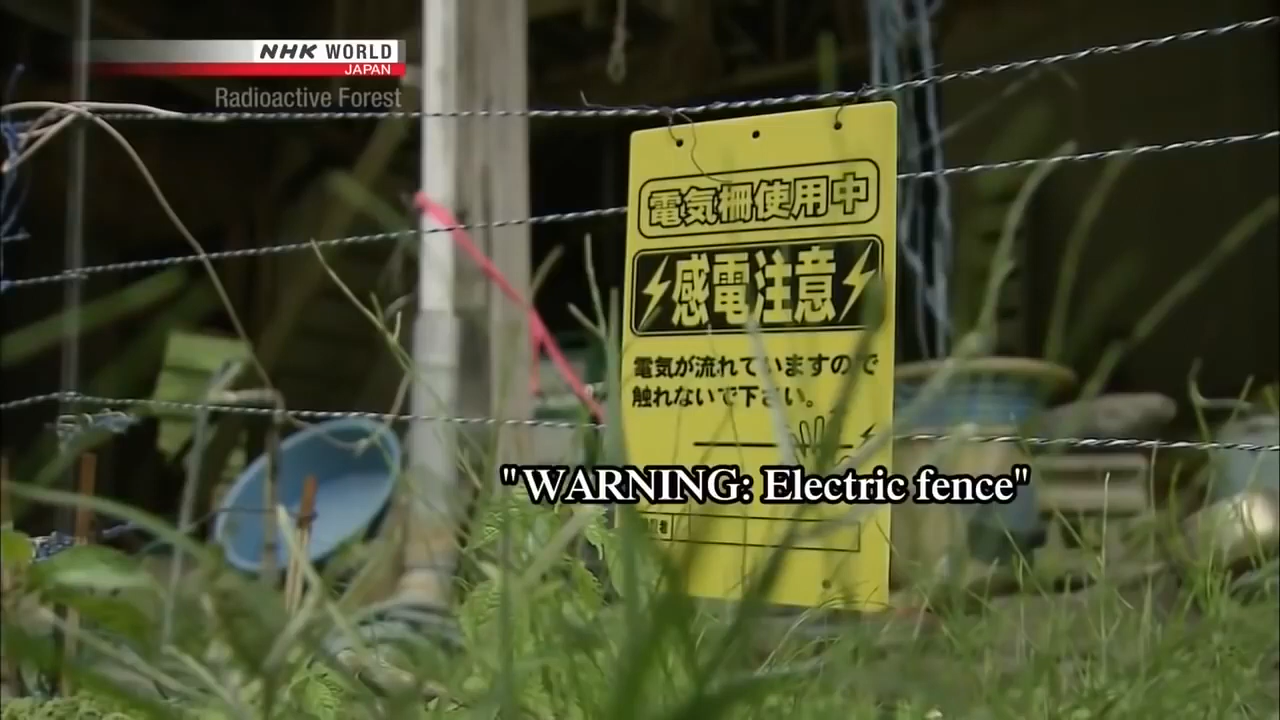 NHK WORLD
JAPAN
Radioactive Forest
電気柵使用中
感電注意
電気が流れていますので
触れないで下さい。
"WARNING: Electric fence"